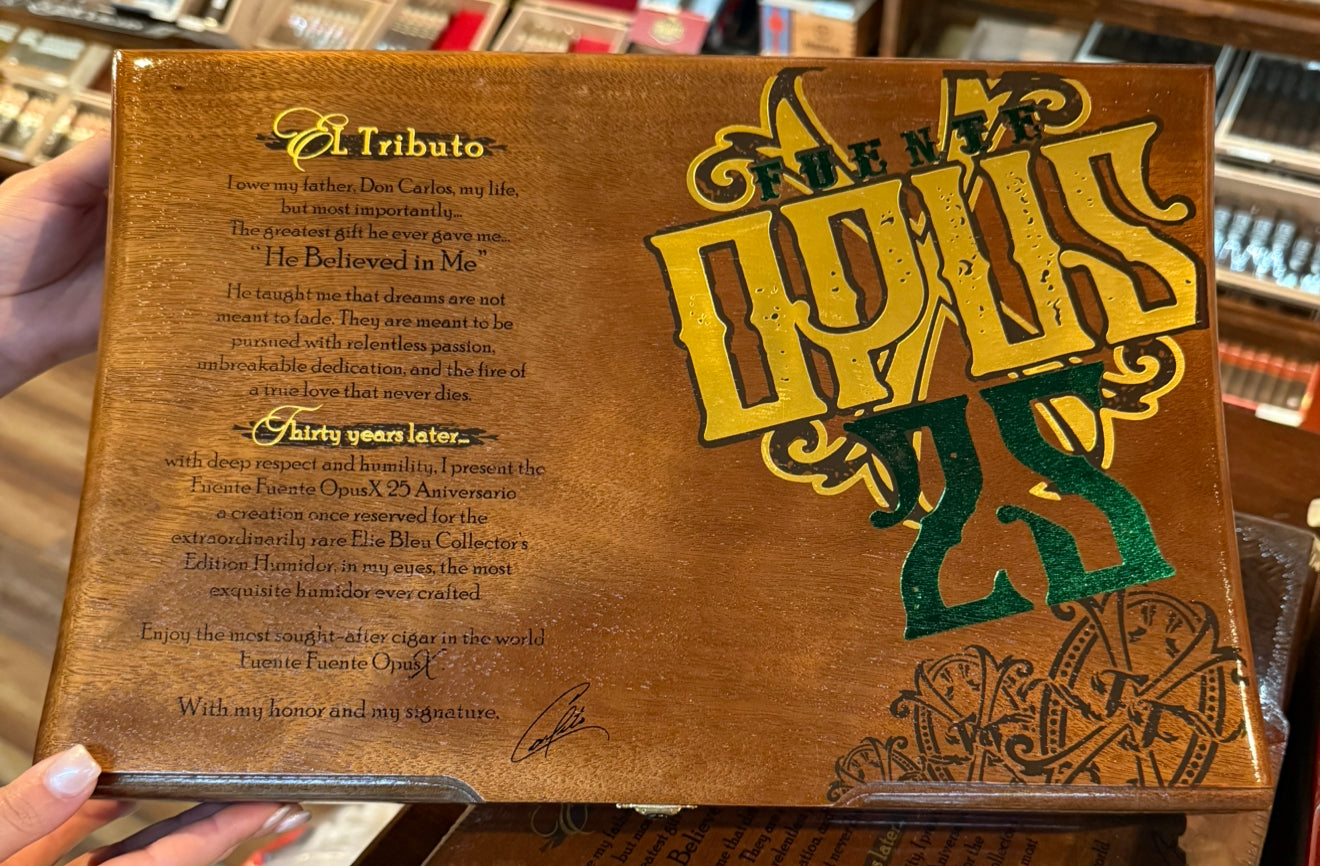 El Tributo
I owe my father, Don Carlos, my life,
but most importantly...
The greatest gift he ever gave me...
"He Believed in Me"
He taught me that dreams are not
meant to fade. They are meant to be
pursued with relentless passion,
unbreakable dedication, and the fire of
a true love that never dies.
Thirty years later...
with deep respect and humility, I present the
Fuente Fuente OpusX 25 Aniversario
a creation once reserved for the
extraordinarily rare Elie Bleu Collector's
Edition Humidor, in my eyes, the most
exquisite humidor ever crafted
Enjoy the most sought-after cigar in the world
Fuente Fuente OpusX.
With my honor and my signature,
Carlito
FUENTE
OPUS
X
25